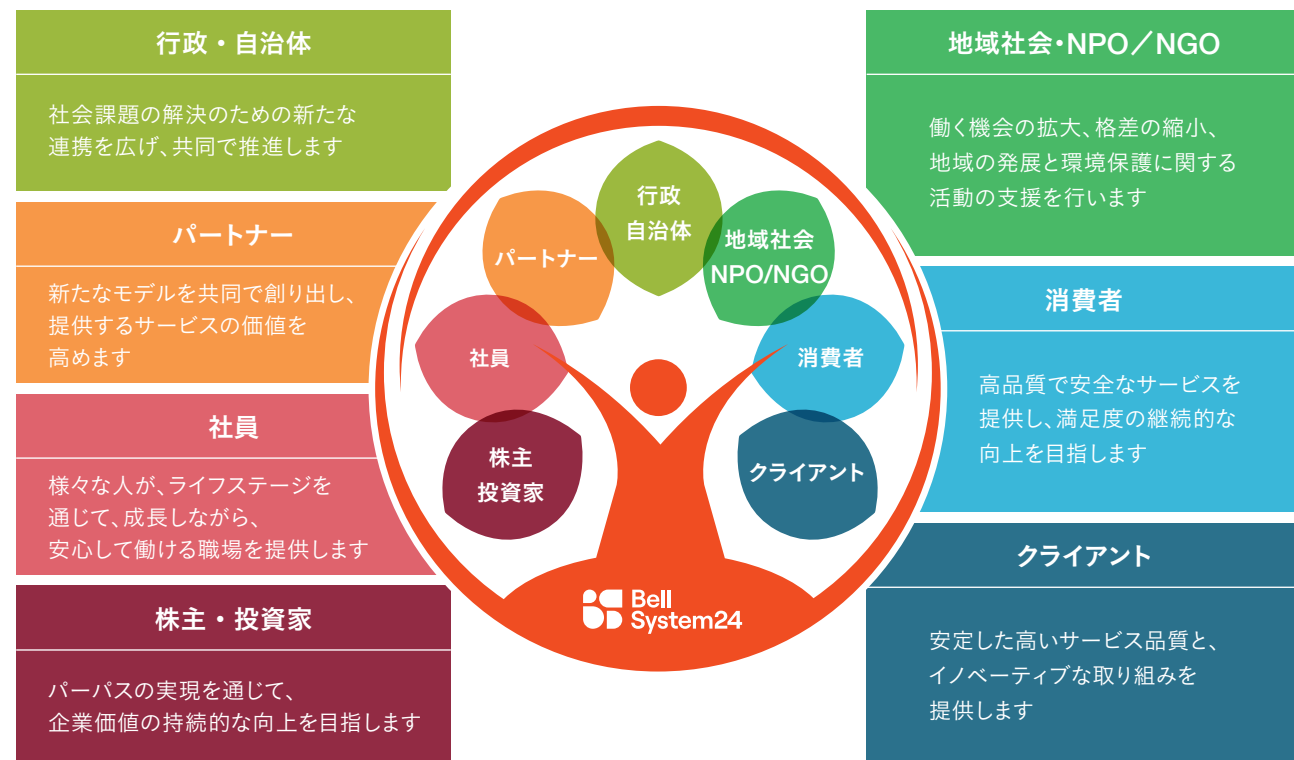 行政・自治体
社会課題の解決のための新たな
連携を広げ、共同で推進します
パートナー
新たなモデルを共同で創り出し、
提供するサービスの価値を
高めます
社員
様々な人が、ライフステージを
通じて、成長しながら、
安心して働ける職場を提供します
株主・投資家
パーパスの実現を通じて、
企業価値の持続的な向上を目指します
行政
自治体
パートナー
地域社会
NPO/NGO
社員
消費者
株主
投資家
クライアント
Bell
System24
地域社会・NPO／NGO
働く機会の拡大、格差の縮小、
地域の発展と環境保護に関する
活動の支援を行います
消費者
高品質で安全なサービスを
提供し、満足度の継続的な
向上を目指します
クライアント
安定した高いサービス品質と、
イノベーティブな取り組みを
提供します